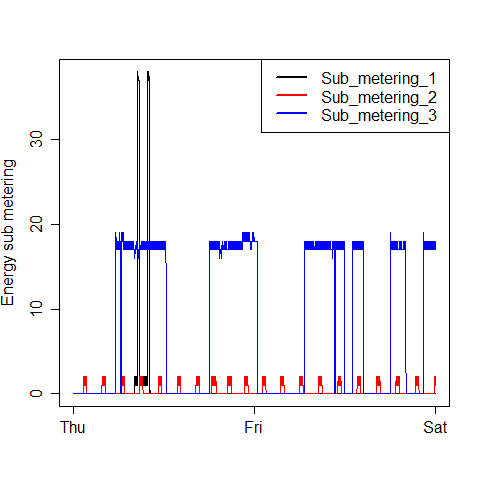 Sub_metering_1
Sub_metering_2
Sub_metering_3
Energy sub metering
30
20
10
0
Thu Fri Sat